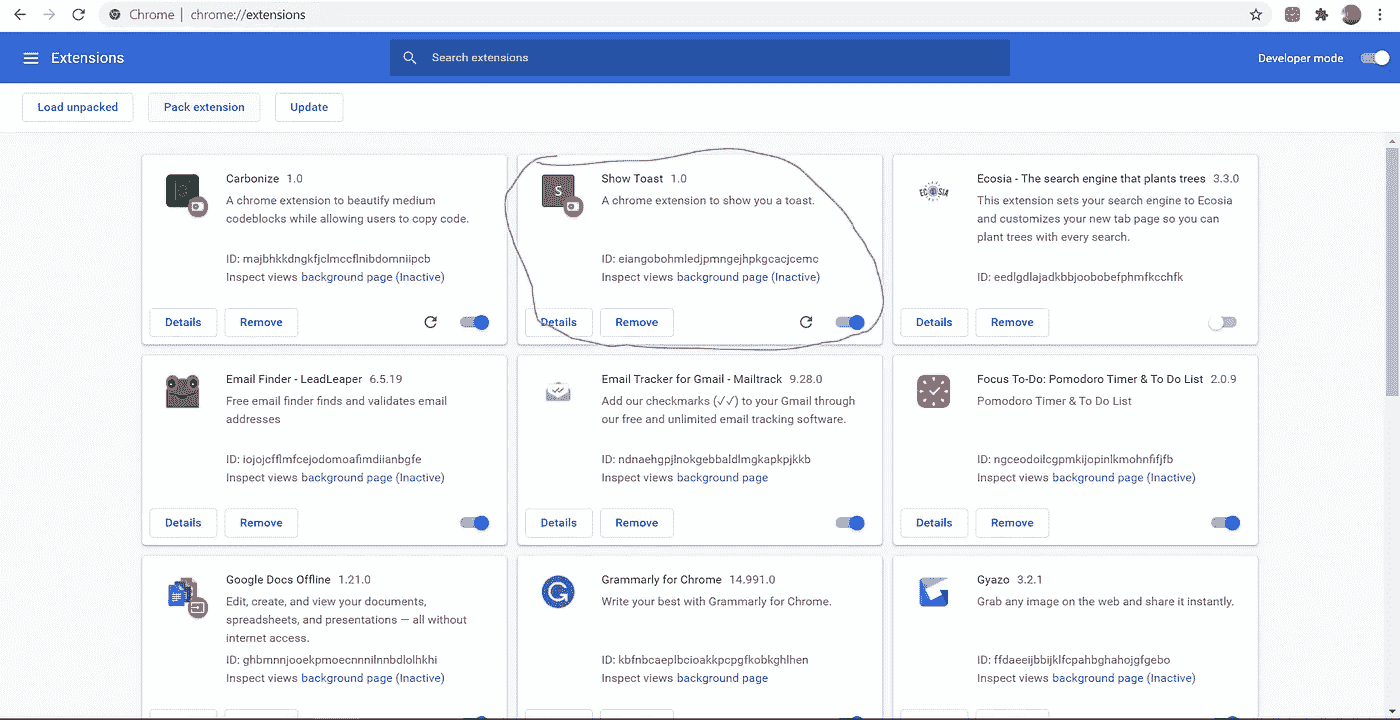 Chrome | chrome://extensions
Extensions
Search extensions
Developer mode
Load unpacked
Pack extension
Update
Carbonize 1.0
A chrome extension to beautify medium
codeblocks while allowing users to copy code.
ID: majbhkkdngkfjclmccflnibdomniipcb
Inspect views background page (Inactive)
Details
Remove
S
Show Toast 1.0
A chrome extension to show you a toast.
ID: eiangobohmledjpmngejhpkgcacjcemc
Inspect views background page (Inactive)
Details
Remove
ECOSIA
Ecosia - The search engine that plants trees 3.3.0
This extension sets your search engine to Ecosia
and customizes your new tab page so you can
plant trees with every search.
ID: eedlgdlajadkbbjoobobefphmfkcchfk
Details
Remove
Email Finder - LeadLeaper 6.5.19
Free email finder finds and validates email
addresses
ID: iojojcfflmfcejodomoafimdiianbgfe
Inspect views background page (Inactive)
Details
Remove
Email Tracker for Gmail - Mailtrack 9.28.0
Add our checkmarks (✓✓) to your Gmail through
our free and unlimited email tracking software.
ID: ndnaehgpjlnokgebbaldlmgkapkpjkkb
Inspect views background page
Details
Remove
Focus To-Do: Pomodoro Timer & To Do List 2.0.9
Pomodoro Timer & To Do List
ID: ngceodoilcgpmkijopinlkmohnfifjfb
Inspect views background page (Inactive)
Details
Remove
Google Docs Offline 1.21.0
Edit, create, and view your documents,
spreadsheets, and presentations — all without
internet access.
ID: ghbmnnjooekpmoecnnnilnnbdlolhkhi
Inspect views background page (Inactive)
Grammarly for Chrome 14.991.0
Write your best with Grammarly for Chrome.
ID: kbfnbcaeplbcioakkpcpgfkobkghlhen
Inspect views background page
Gyazo 3.2.1
Grab any image on the web and share it instantly.
ID: ffdaeeijbbijklfcpahbghahojgfgebo
Inspect views background page (Inactive)